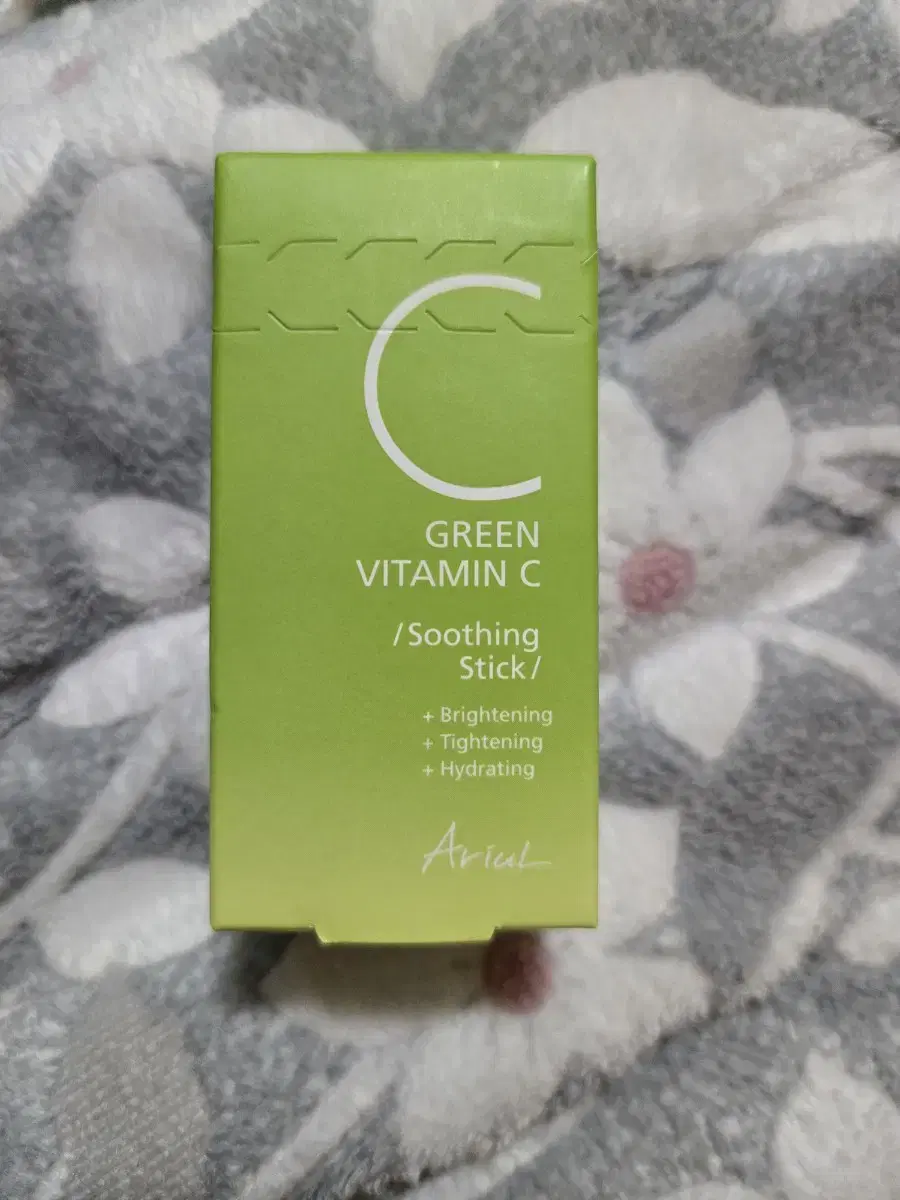 C
GREEN
VITAMIN C
/Soothing
Stick/
+ Brightening
+ Tightening
+ Hydrating
Ariul